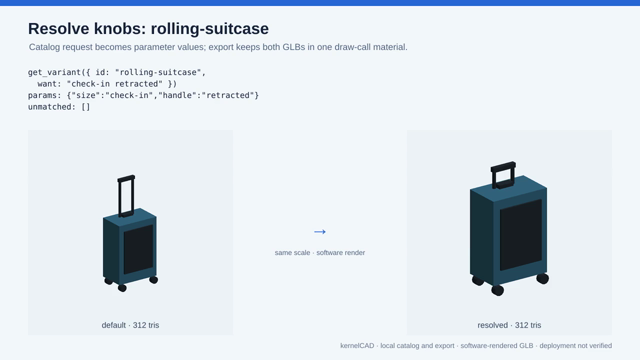 Resolve knobs: rolling-suitcase
Catalog request becomes parameter values; export keeps both GLBs in one draw-call material.
get_variant({ id: "rolling-suitcase",
  want: "check-in retracted" })
params: {"size":"check-in","handle":"retracted"}
unmatched: []
→
same scale · software render
default · 312 tris
resolved · 312 tris
kernelCAD · local catalog and export · software-rendered GLB · deployment not verified